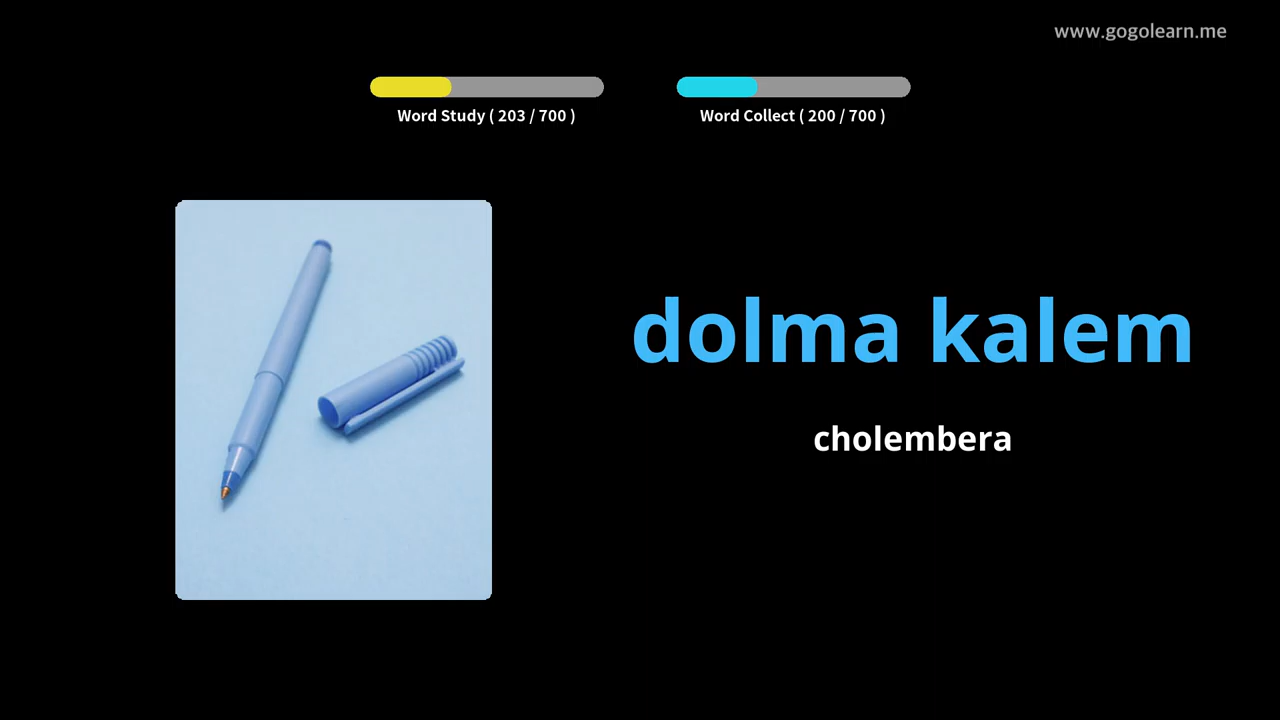 www.gogolearn.me
Word Study ( 203 / 700 )
Word Collect ( 200 / 700 )
dolma kalem
cholembera